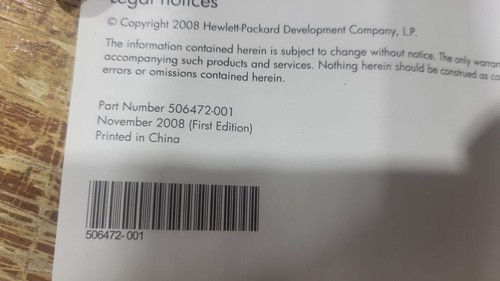 Legal notices
© Copyright 2008 Hewlett-Packard Development Company, L.P.
The information contained herein is subject to change without notice. The only
accompanying such products and services. Nothing herein should be construed as
errors or omissions contained herein.
Part Number 506472-001
November 2008 (First Edition)
Printed in China
506472-001